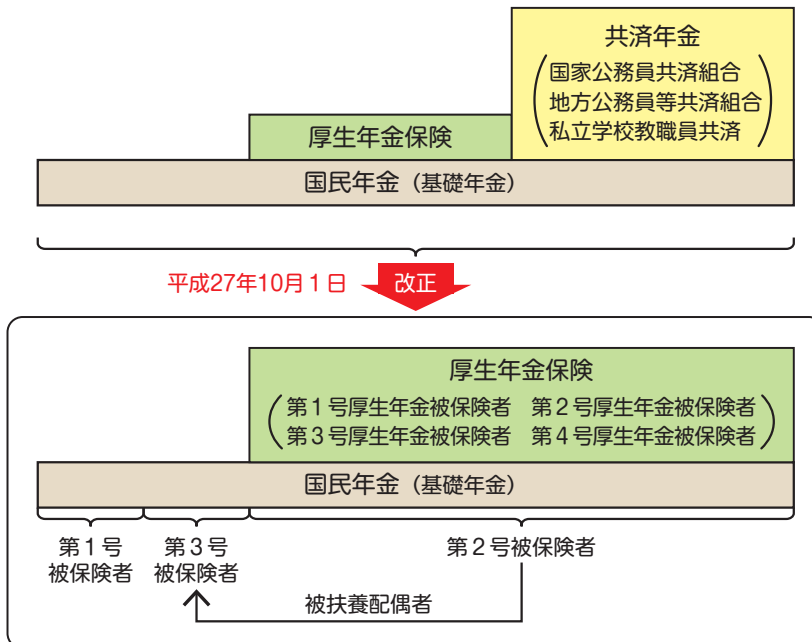 共済年金
国家公務員共済組合
地方公務員等共済組合
私立学校教職員共済
厚生年金保険
国民年金（基礎年金）
平成27年10月１日
改正
厚生年金保険
第１号厚生年金被保険者　第２号厚生年金被保険者
第３号厚生年金被保険者　第４号厚生年金被保険者
国民年金（基礎年金）
第１号
被保険者
第３号
被保険者
第２号被保険者
被扶養配偶者